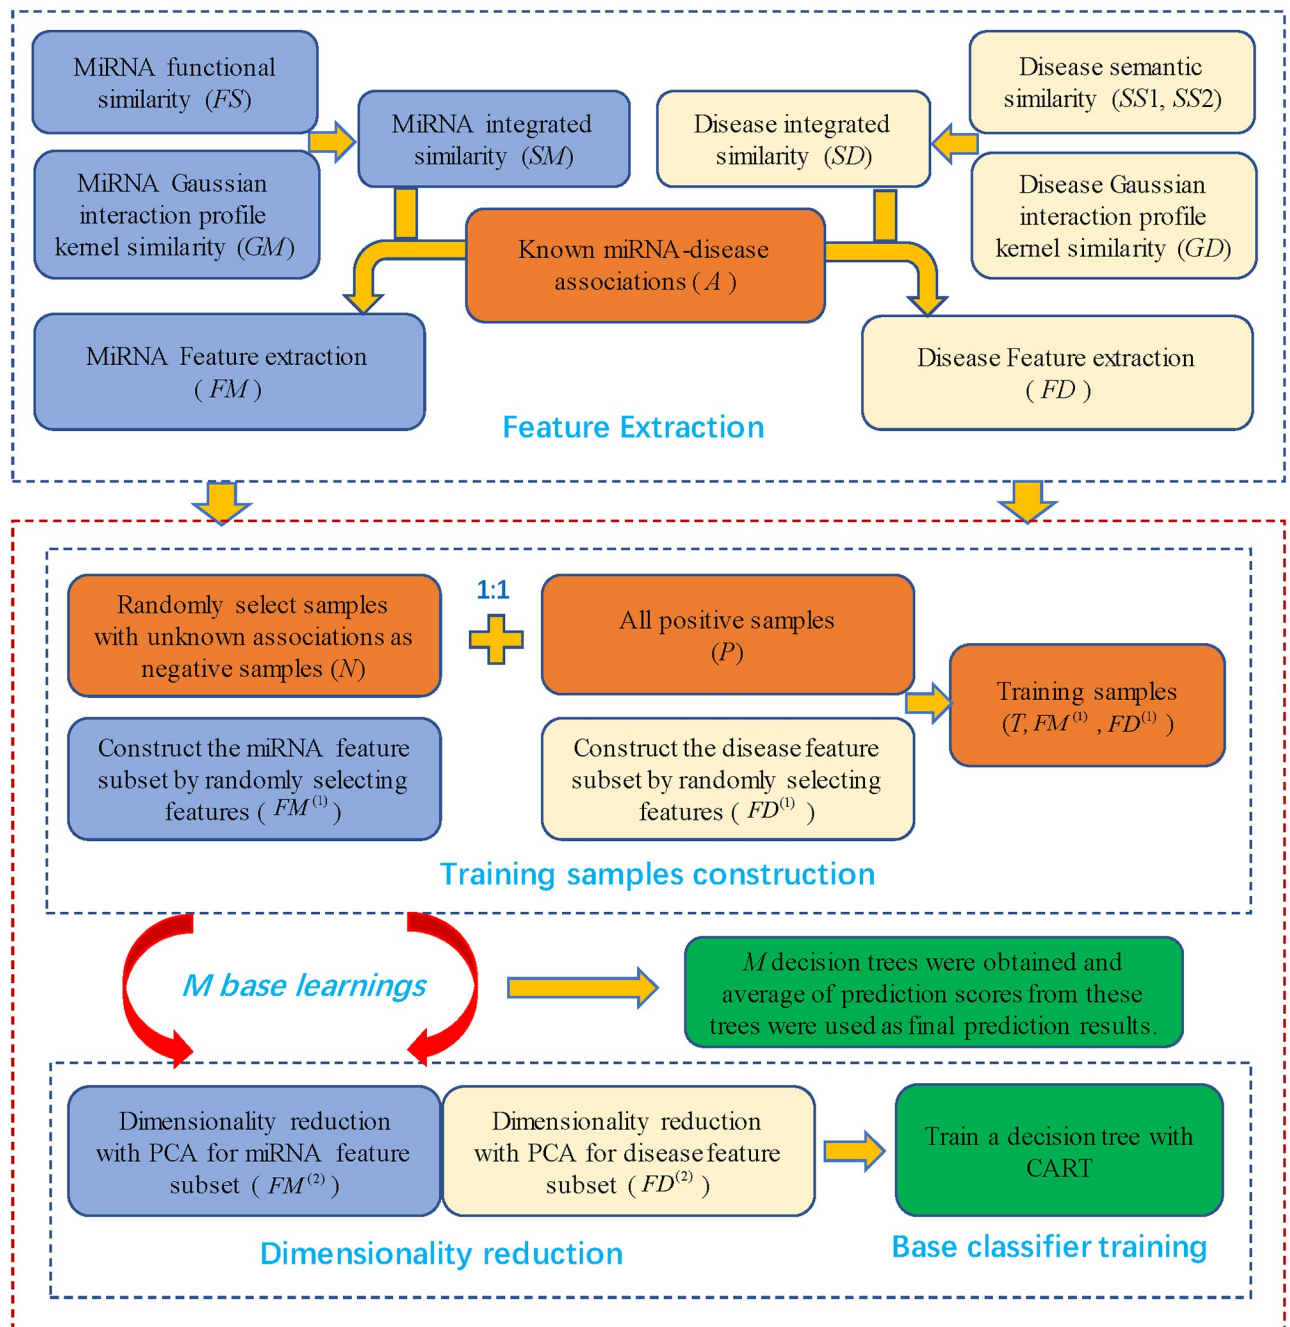 MiRNA functional
similarity (FS)
MiRNA Gaussian
interaction profile
kernel similarity (GM)
MiRNA integrated
similarity (SM)
Disease integrated
similarity (SD)
Disease semantic
similarity (SS1, SS2)
Disease Gaussian
interaction profile
kernel similarity (GD)
Known miRNA-disease
associations ( A )
MiRNA Feature extraction
( FM )
Disease Feature extraction
( FD )
Feature Extraction
Randomly select samples
with unknown associations as
negative samples (N)
1:1
All positive samples
(P)
Construct the miRNA feature
subset by randomly selecting
features ( FM⁽¹⁾ )
Construct the disease feature
subset by randomly selecting
features ( FD⁽¹⁾ )
Training samples
(T, FM⁽¹⁾ , FD⁽¹⁾ )
Training samples construction
M base learnings
M decision trees were obtained and
average of prediction scores from these
trees were used as final prediction results.
Dimensionality reduction
with PCA for miRNA feature
subset ( FM⁽²⁾ )
Dimensionality reduction
with PCA for disease feature
subset ( FD⁽²⁾ )
Train a decision tree with
CART
Dimensionality reduction
Base classifier training